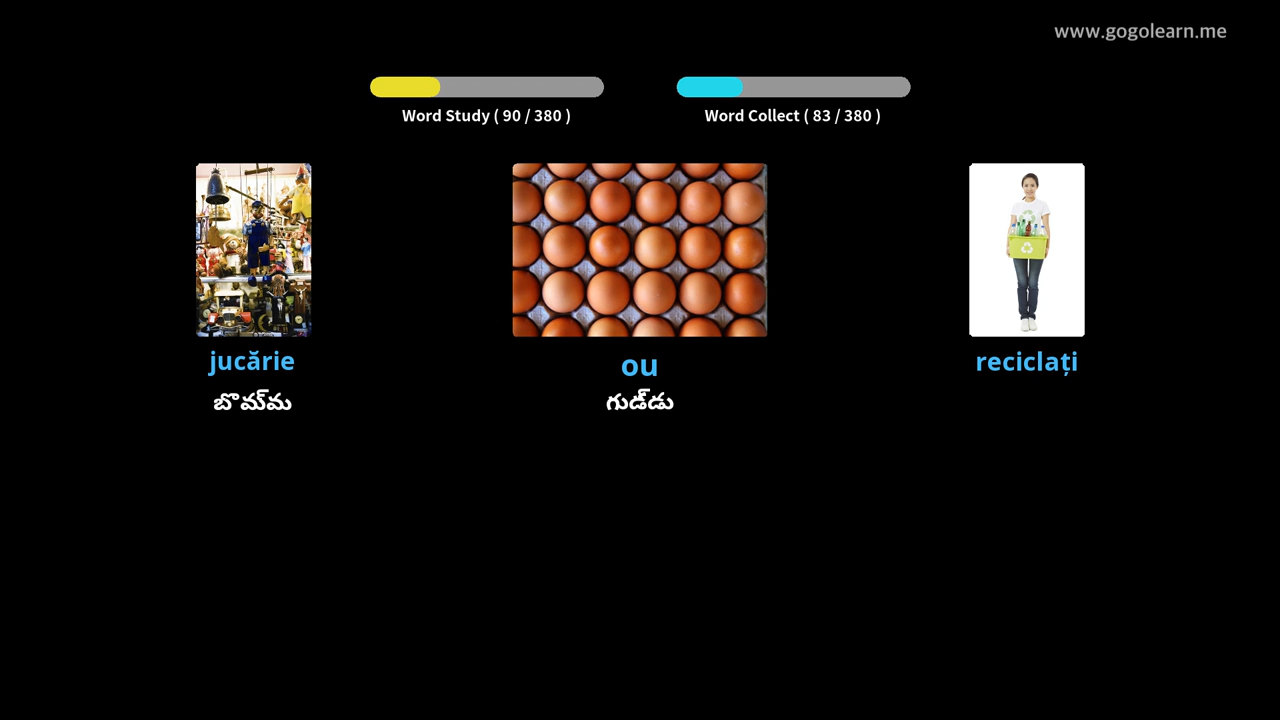 www.gogolearn.me
Word Study ( 90 / 380 )
Word Collect ( 83 / 380 )
jucărie
ou
reciclați
బొమ్మ
గుడ్డు